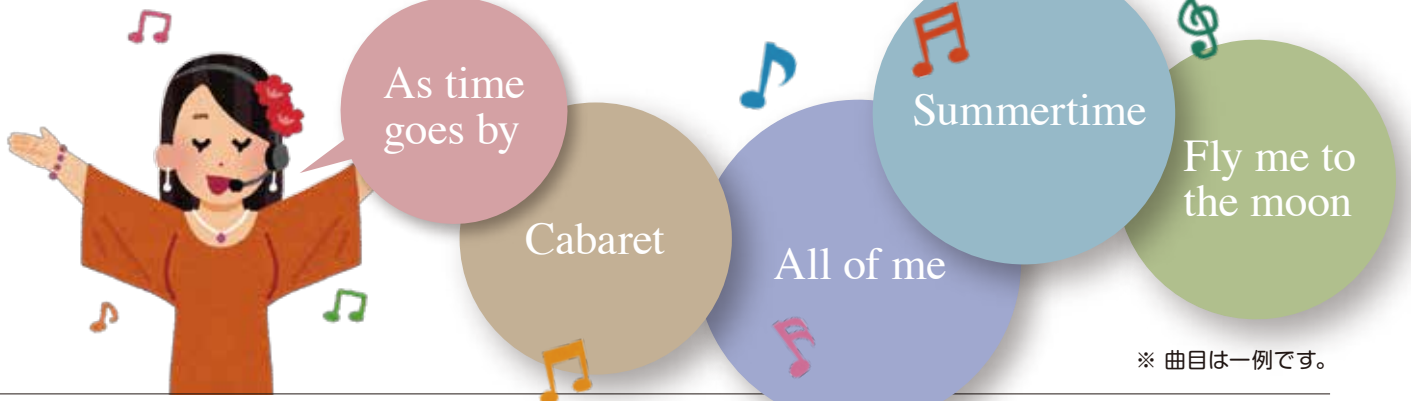 As time
goes by
Cabaret
All of me
Summertime
Fly me to
the moon
※ 曲目は一例です。